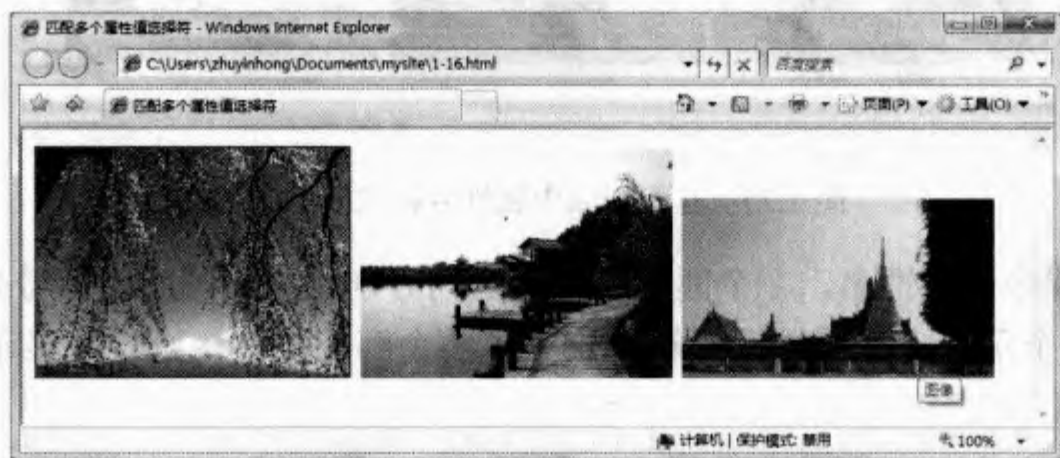 匹配多个属性值选择符 - Windows Internet Explorer
C:\Users\zhuyinhong\Documents\mysite\1-16.html
百度搜索
匹配多个属性值选择符
页面(P)
工具(O)
图像
计算机 | 保护模式: 禁用
100%